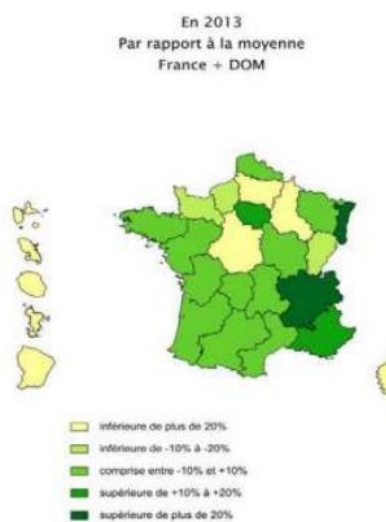 En 2013
Par rapport à la moyenne
France + DOM
inférieure de plus de 20%
inférieure de -10% à -20%
comprise entre -10% et +10%
supérieure de +10% à +20%
supérieure de plus de 20%